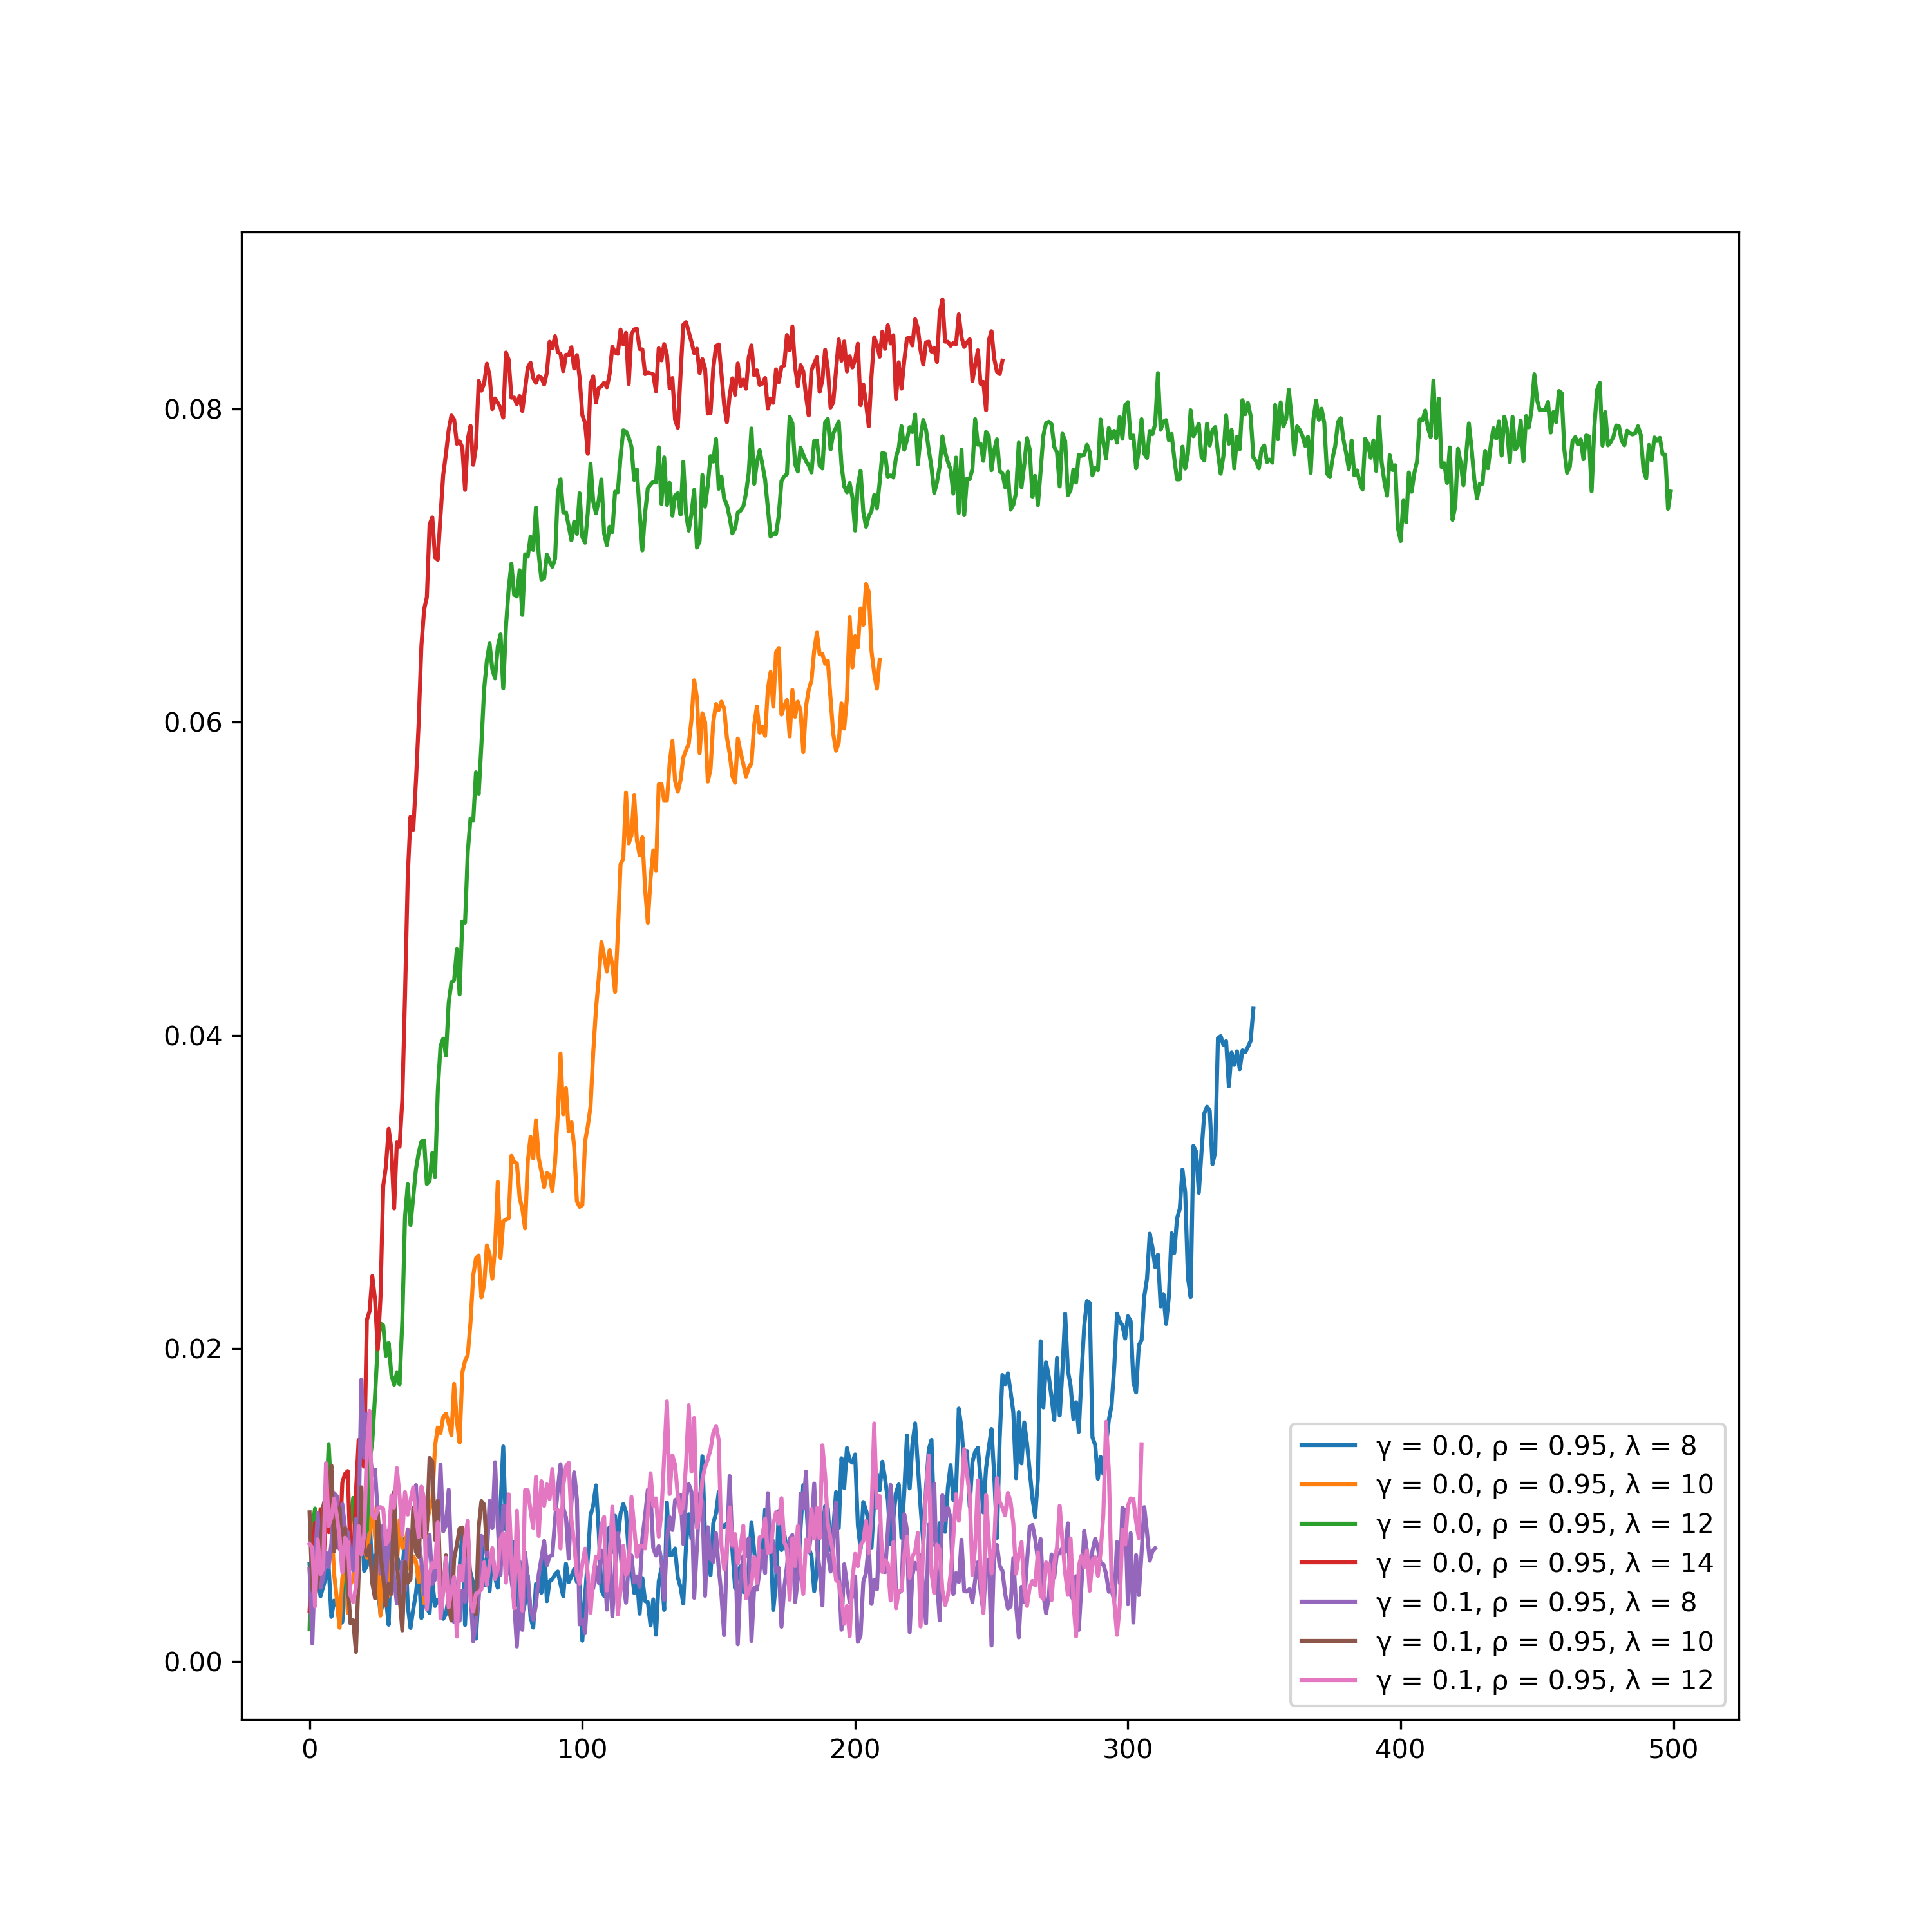 0.08
0.06
0.04
0.02
0.00
0 100 200 300 400 500
γ = 0.0, ρ = 0.95, λ = 8
γ = 0.0, ρ = 0.95, λ = 10
γ = 0.0, ρ = 0.95, λ = 12
γ = 0.0, ρ = 0.95, λ = 14
γ = 0.1, ρ = 0.95, λ = 8
γ = 0.1, ρ = 0.95, λ = 10
γ = 0.1, ρ = 0.95, λ = 12